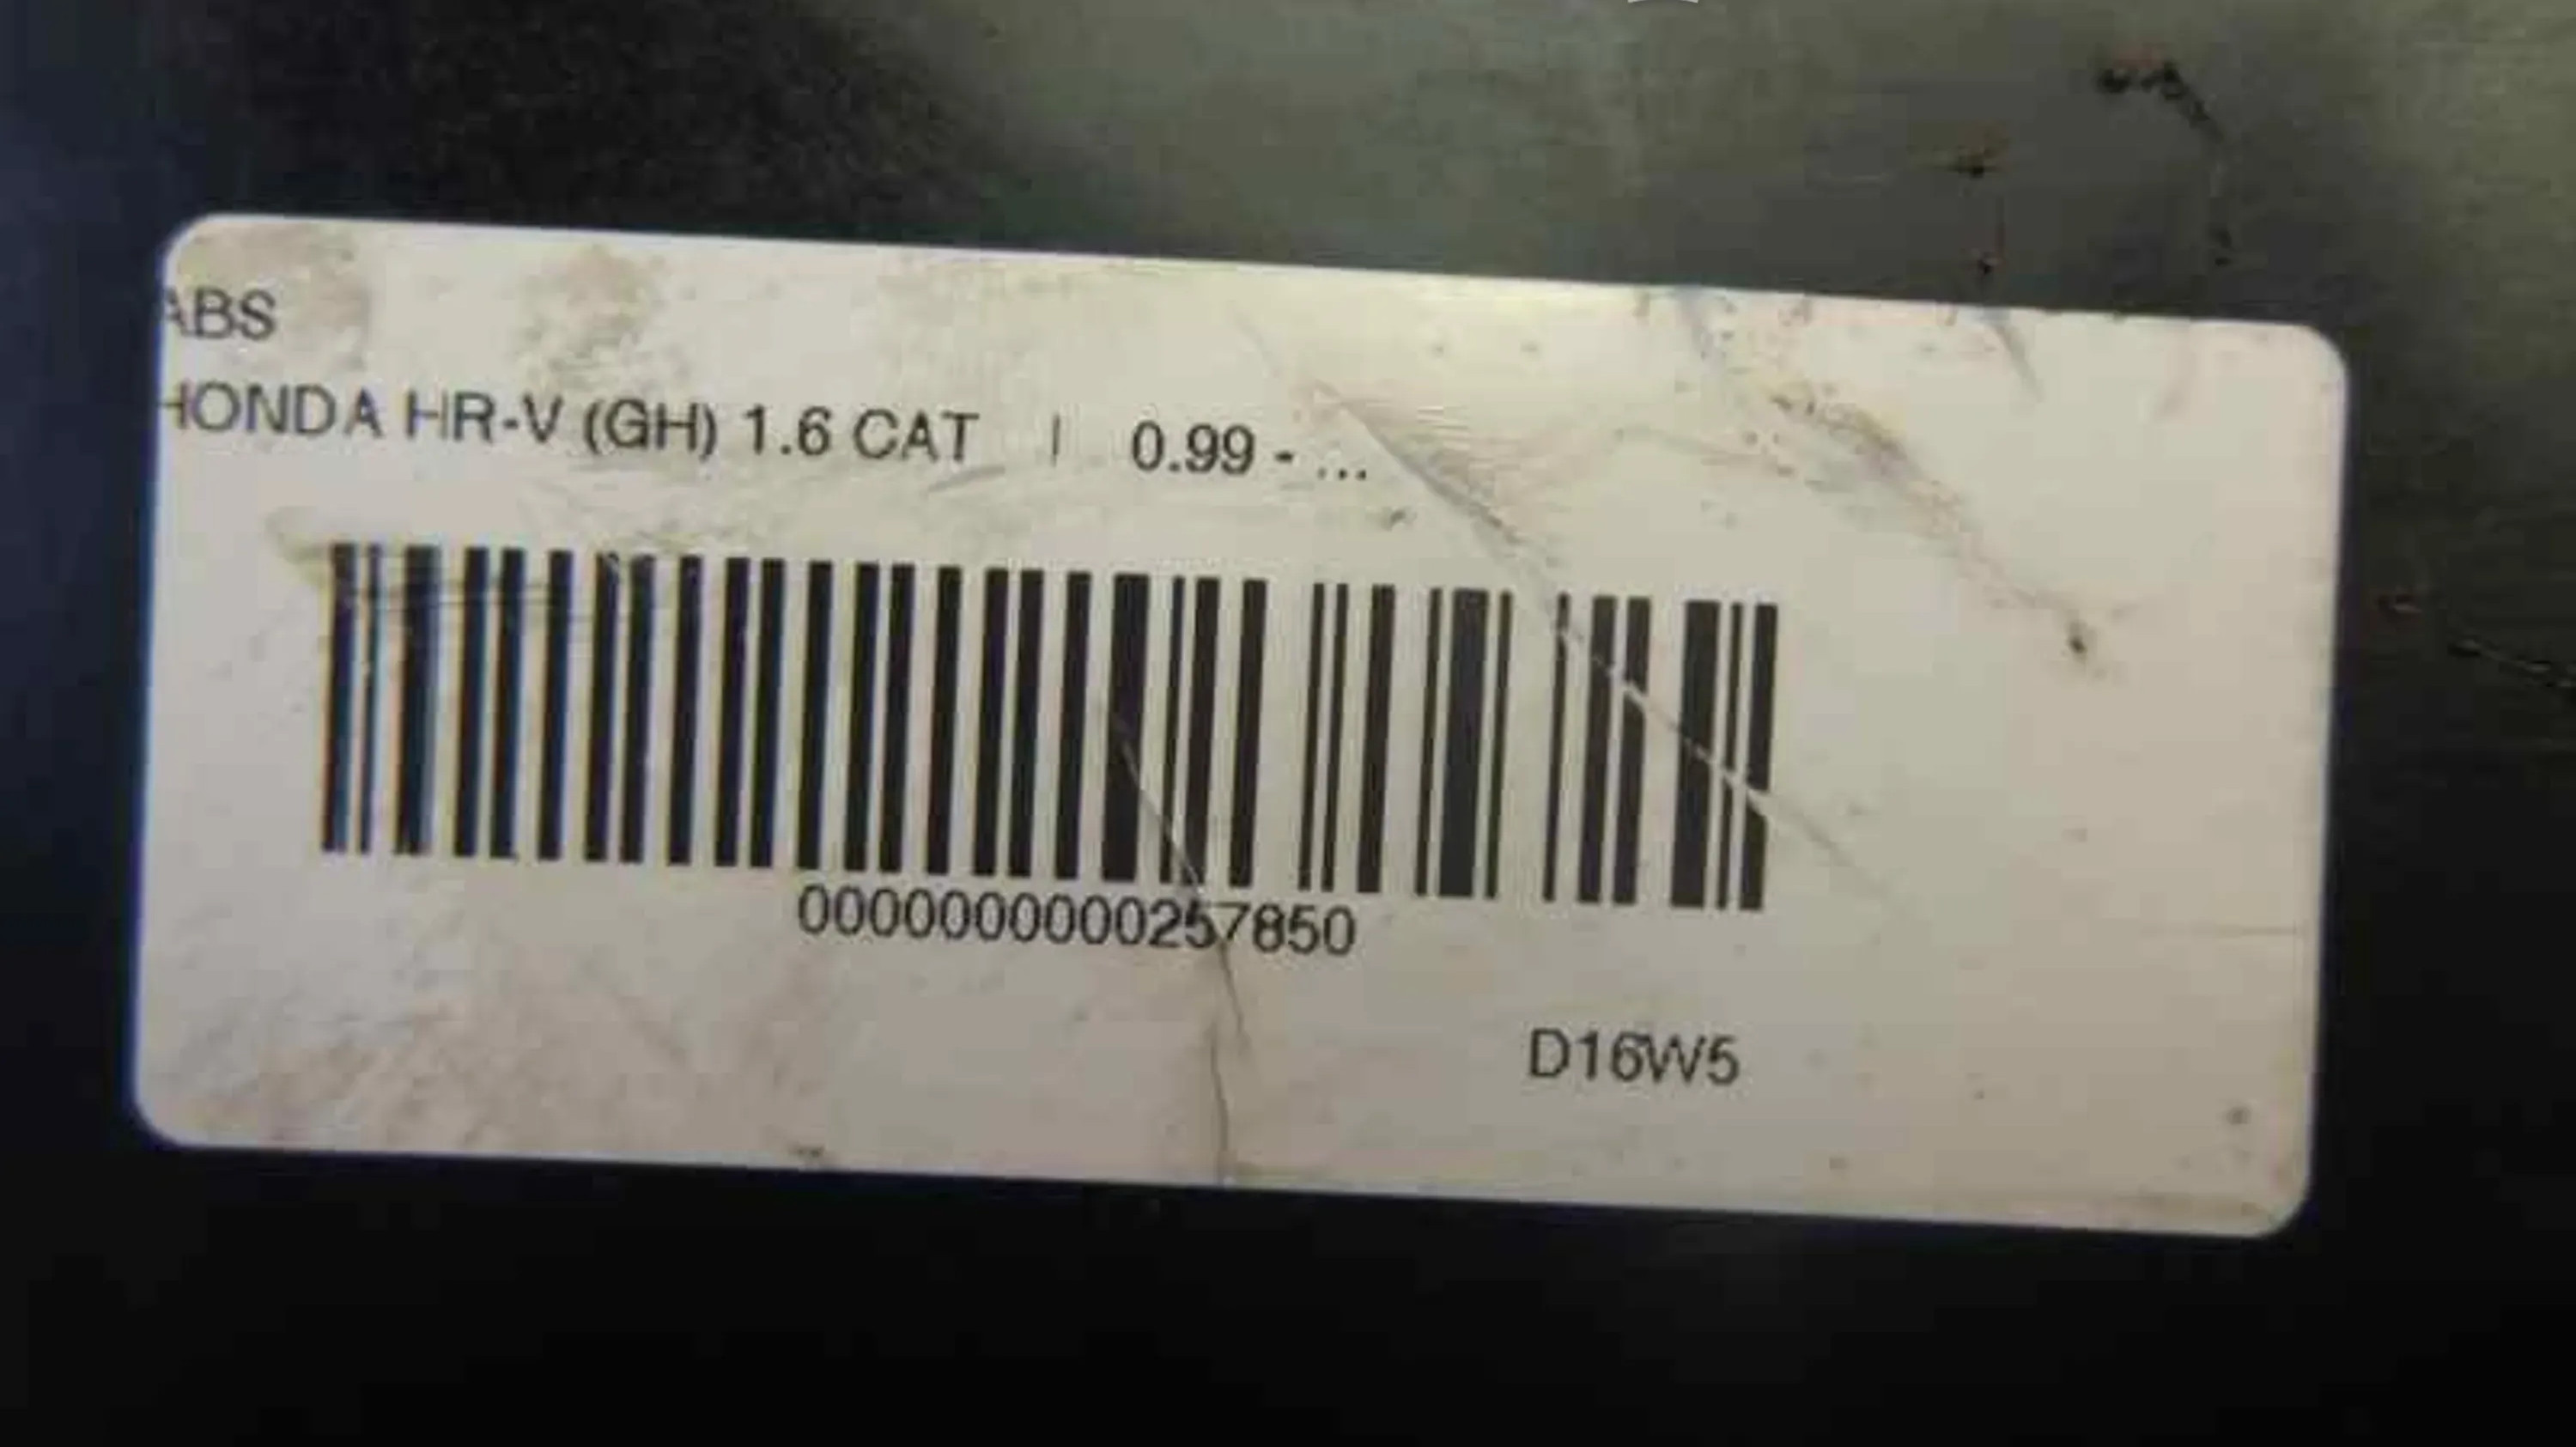 ABS
HONDA HR-V (GH) 1.6 CAT | 0.99 - ...
0000000000257850
D16W5